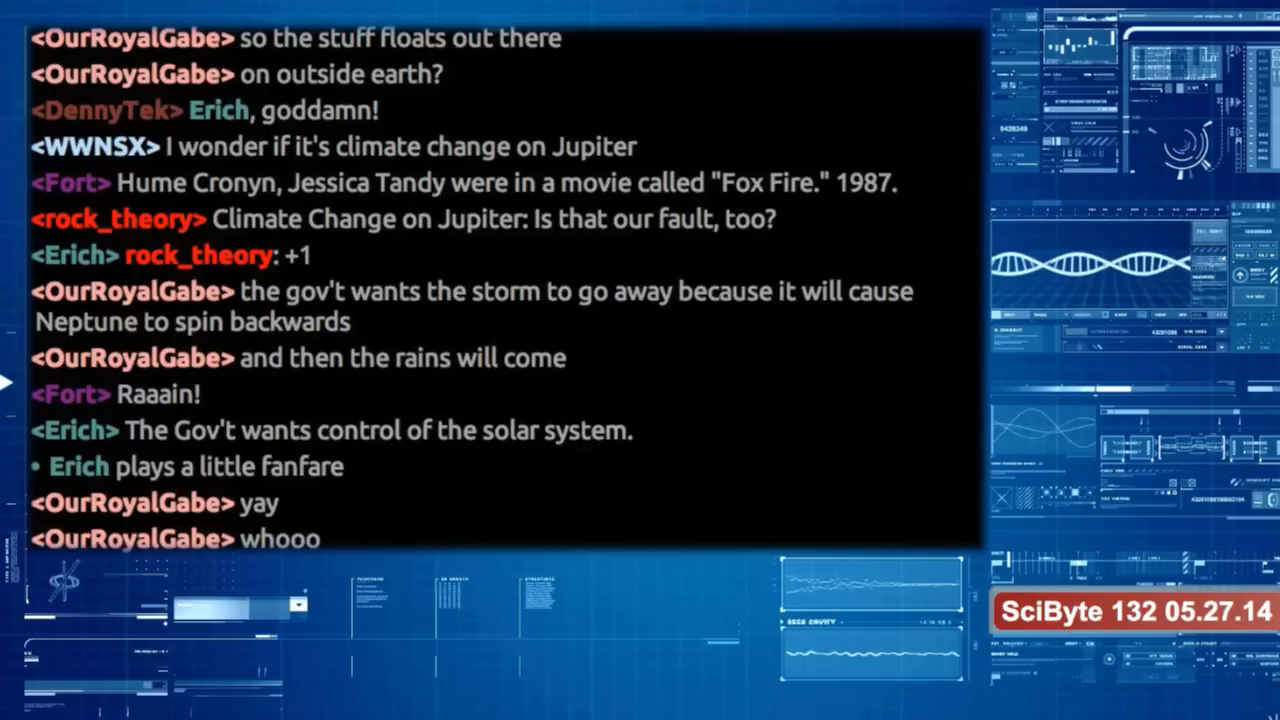 <OurRoyalGabe> so the stuff floats out there
<OurRoyalGabe> on outside earth?
<DennyTek> Erich, goddamn!
<WWNSX> I wonder if it's climate change on Jupiter
<Fort> Hume Cronyn, Jessica Tandy were in a movie called "Fox Fire." 1987.
<rock_theory> Climate Change on Jupiter: Is that our fault, too?
<Erich> rock_theory: +1
<OurRoyalGabe> the gov't wants the storm to go away because it will cause
Neptune to spin backwards
<OurRoyalGabe> and then the rains will come
<Fort> Raaain!
<Erich> The Gov't wants control of the solar system.
• Erich plays a little fanfare
<OurRoyalGabe> yay
<OurRoyalGabe> whooo
SciByte 132 05.27.14